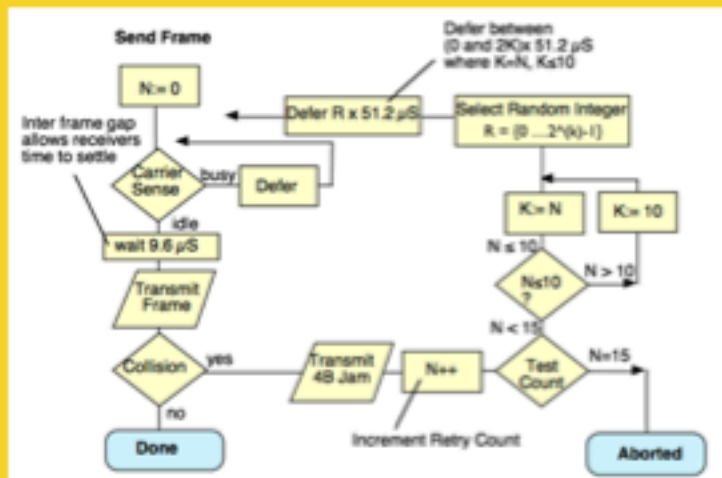 Send Frame
Defer between
(0 and 2K)x 51.2 µS
where K=N, K≤10
N:= 0
Defer R x 51.2 µS
Select Random Integer
R = {0 ....2^(k)-1}
Inter frame gap
allows receivers
time to settle
Carrier
Sense
busy
Defer
idle
wait 9.6 µS
K:= N
K:= 10
N ≤ 10
N≤10
?
N > 10
Transmit
Frame
N < 15
Collision
yes
Transmit
4B Jam
N++
Test
Count
N=15
no
Increment Retry Count
Done
Aborted